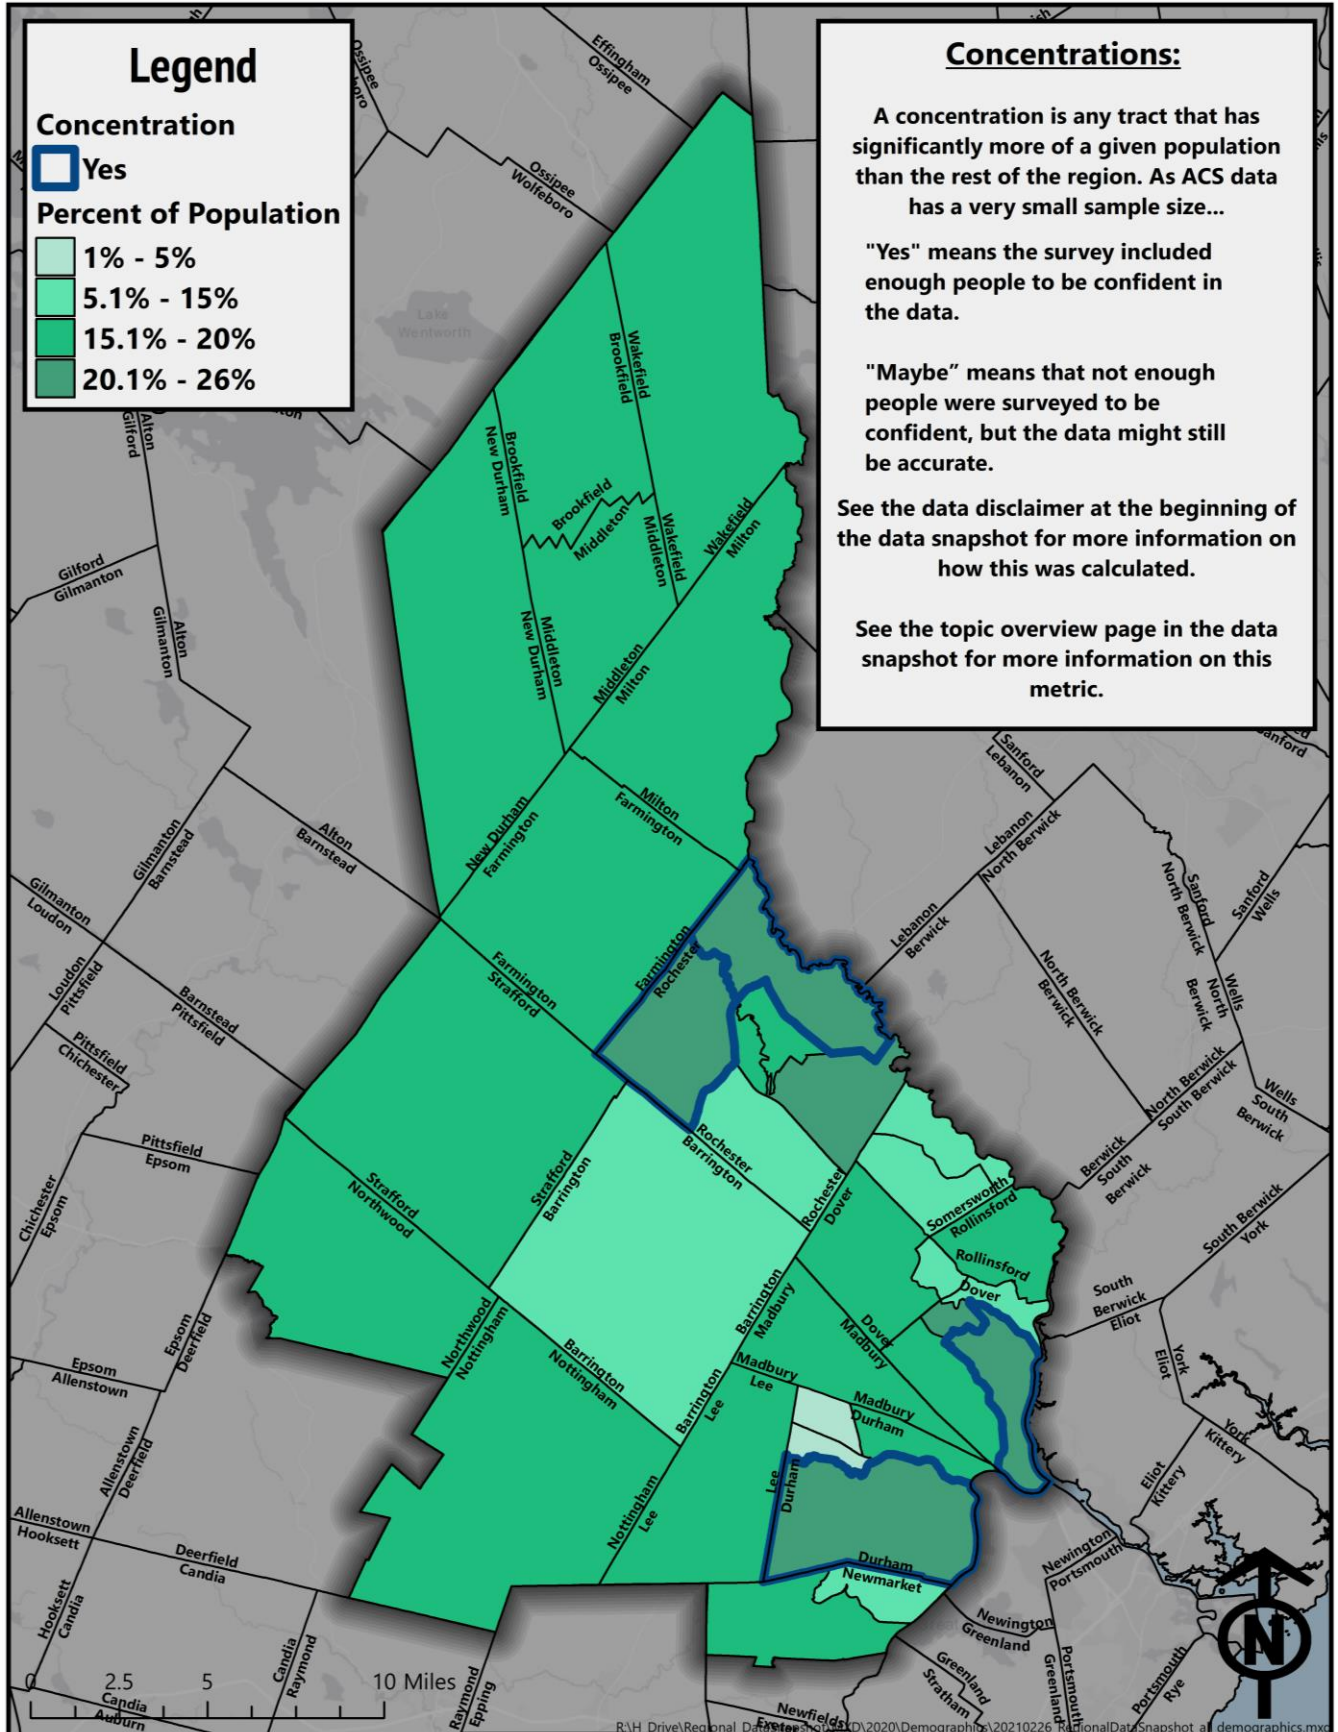 Legend
Concentration
Yes
Percent of Population
1% - 5%
5.1% - 15%
15.1% - 20%
20.1% - 26%
Concentrations:
A concentration is any tract that has
significantly more of a given population
than the rest of the region. As ACS data
has a very small sample size...
"Yes" means the survey included
enough people to be confident in
the data.
"Maybe” means that not enough
people were surveyed to be
confident, but the data might still
be accurate.
See the data disclaimer at the beginning of
the data snapshot for more information on
how this was calculated.
See the topic overview page in the data
snapshot for more information on this
metric.
Effingham
Ossipee
Ossipee
Ossipee
Wolfeboro
Lake
Wentworth
Alton
Gilford
Gilford
Gilmanton
Alton
Gilmanton
Wakefield
Brookfield
Brookfield
New Durham
Brookfield
Middleton
Wakefield
Middleton
Wakefield
Milton
Middleton
New Durham
Middleton
Milton
Milton
Farmington
New Durham
Farmington
Alton
Barnstead
Gilmanton
Barnstead
Gilmanton
Loudon
Loudon
Pittsfield
Barnstead
Pittsfield
Pittsfield
Chichester
Pittsfield
Epsom
Chichester
Epsom
Farmington
Strafford
Farmington
Rochester
Sanford
Lebanon
Lebanon
North Berwick
Lebanon
Berwick
Sanford
North Berwick
Sanford
Wells
Sanford
North Berwick
Berwick
Wells
North
Berwick
North Berwick
South Berwick
Wells
South
Berwick
Berwick
South
Berwick
South Berwick
York
Rochester
Barrington
Strafford
Barrington
Strafford
Northwood
Rochester
Dover
Somersworth
Rollinsford
Rollinsford
Dover
South
Berwick
Eliot
Barrington
Madbury
Dover
Madbury
Northwood
Nottingham
Barrington
Nottingham
Epsom
Deerfield
Epsom
Allenstown
Madbury
Lee
Barrington
Lee
Madbury
Durham
York
Eliot
York
Kittery
Eliot
Kittery
Allenstown
Deerfield
Allenstown
Hooksett
Deerfield
Candia
Nottingham
Lee
Lee
Durham
Durham
Newmarket
Newington
Portsmouth
Newington
Greenland
Hooksett
Candia
Candia
Raymond
Raymond
Epping
Greenland
Stratham
Portsmouth
Greenland
Portsmouth
Rye
N
0 2.5 5 10 Miles
Candia
Auburn
Newfields
Exeter